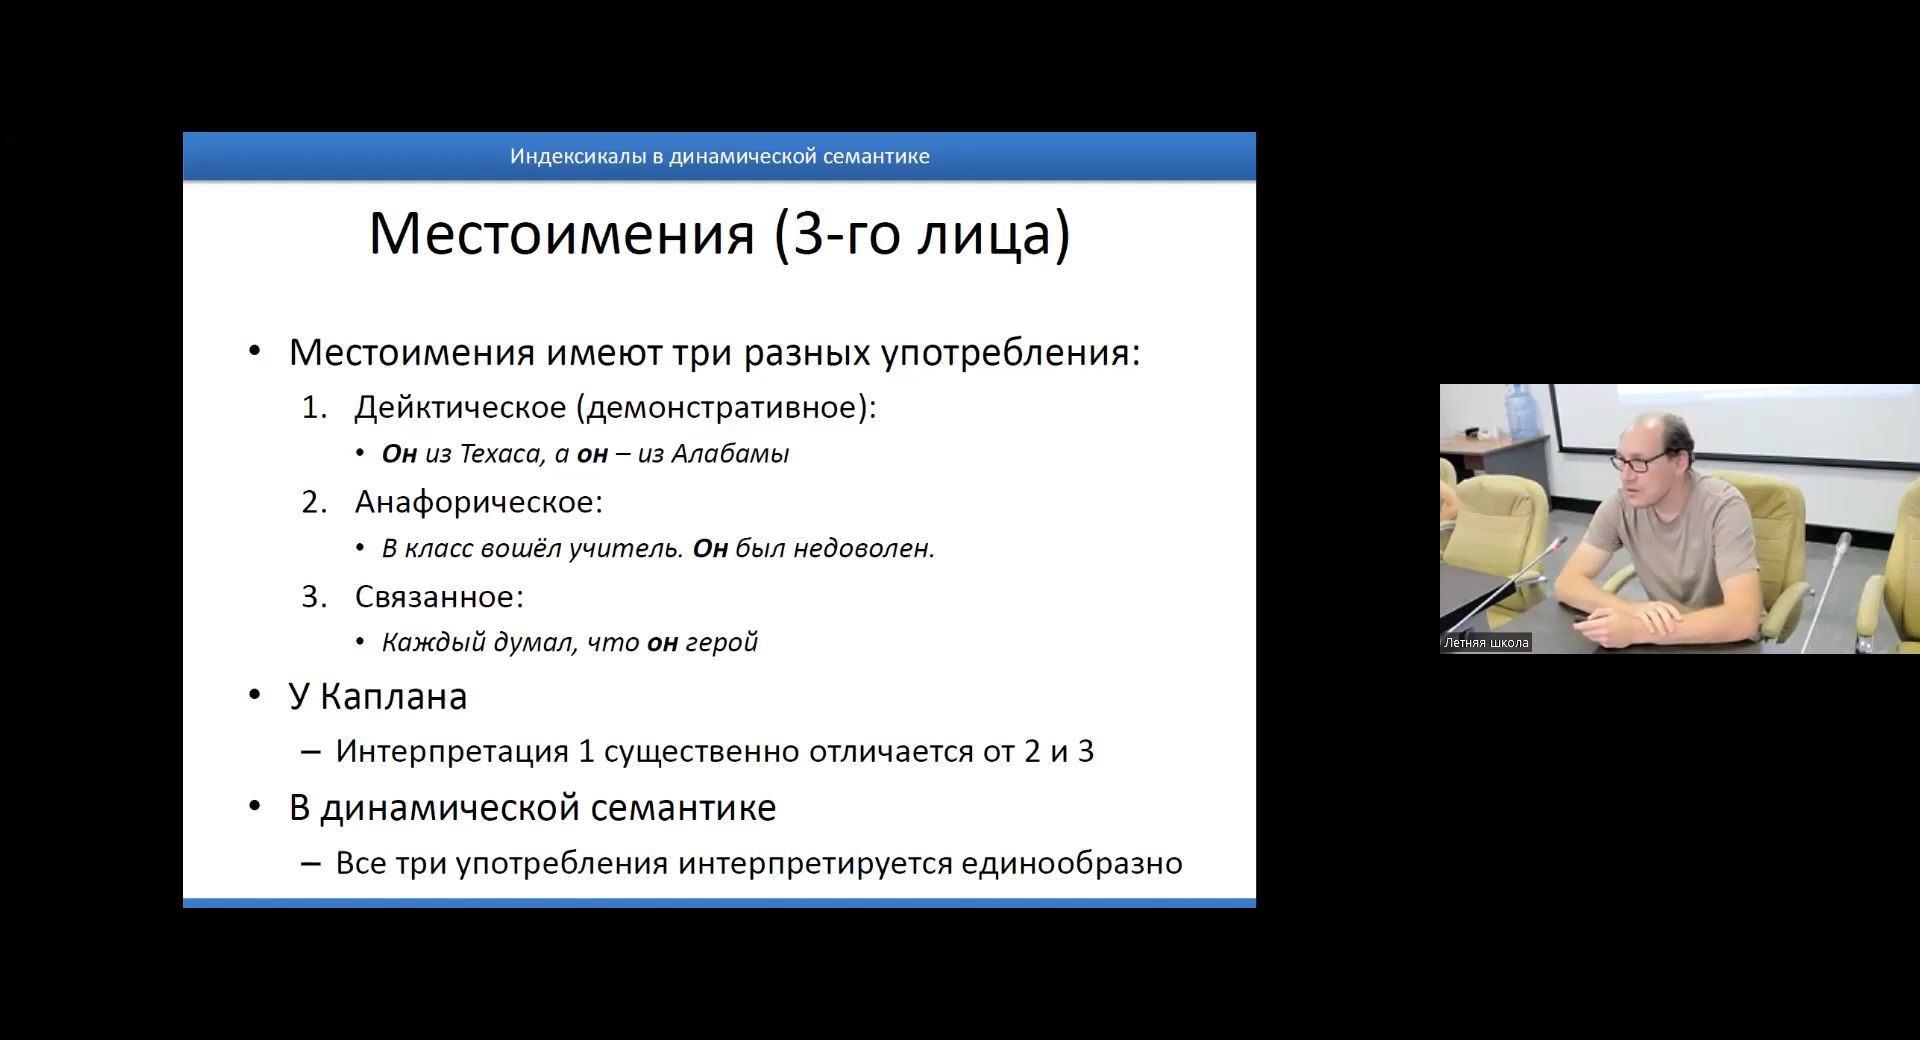 Индексикалы в динамической семантике
Местоимения (3-го лица)
• Местоимения имеют три разных употребления:
1. Дейктическое (демонстративное):
• Он из Техаса, а он – из Алабамы
2. Анафорическое:
• В класс вошёл учитель. Он был недоволен.
3. Связанное:
• Каждый думал, что он герой
• У Каплана
– Интерпретация 1 существенно отличается от 2 и 3
• В динамической семантике
– Все три употребления интерпретируется единообразно
Летняя школа